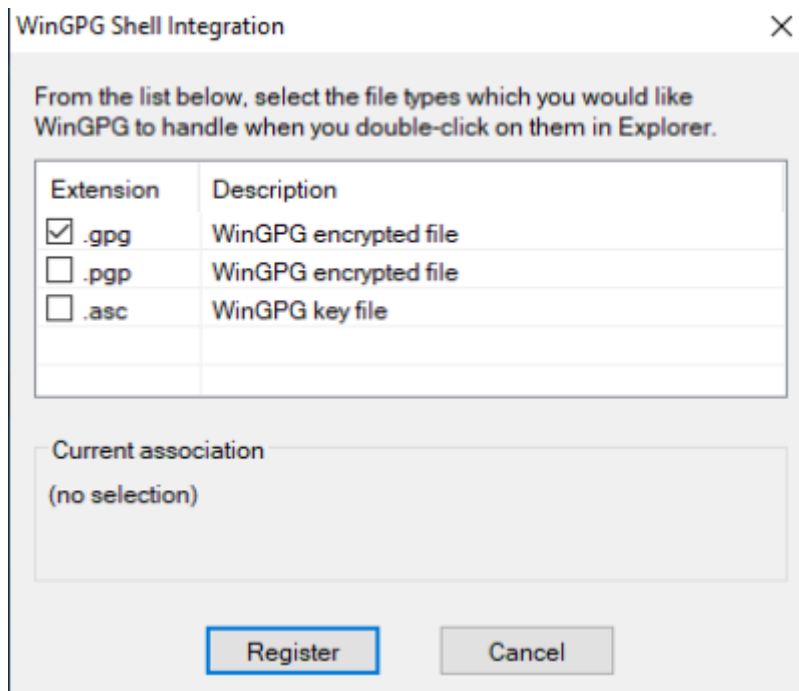 WinGPG Shell Integration
From the list below, select the file types which you would like
WinGPG to handle when you double-click on them in Explorer.
Extension Description
.gpg WinGPG encrypted file
.pgp WinGPG encrypted file
.asc WinGPG key file
Current association
(no selection)
Register Cancel